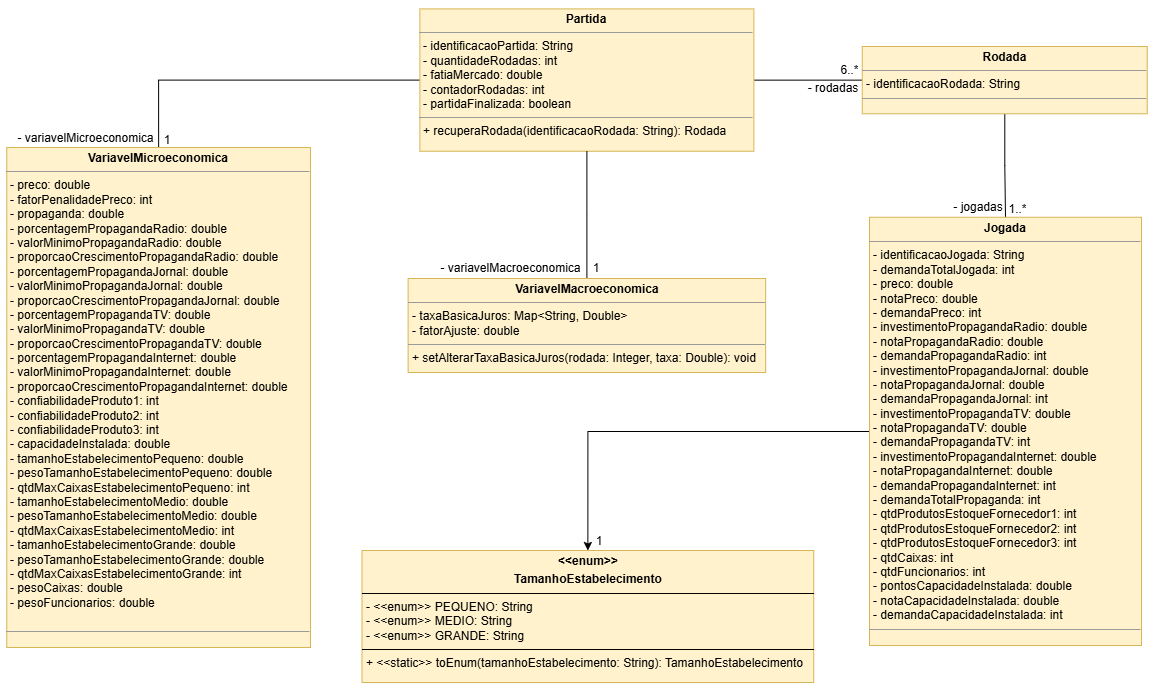 Partida
- identificacaoPartida: String
- quantidadeRodadas: int
- fatiaMercado: double
- contadorRodadas: int
- partidaFinalizada: boolean
+ recuperaRodada(identificacaoRodada: String): Rodada
6..*
- rodadas
Rodada
- identificacaoRodada: String
- variavelMicroeconomica
1
VariavelMicroeconomica
- preco: double
- fatorPenalidadePreco: int
- propaganda: double
- porcentagemPropagandaRadio: double
- valorMinimoPropagandaRadio: double
- proporcaoCrescimentoPropagandaRadio: double
- porcentagemPropagandaJornal: double
- valorMinimoPropagandaJornal: double
- proporcaoCrescimentoPropagandaJornal: double
- porcentagemPropagandaTV: double
- valorMinimoPropagandaTV: double
- proporcaoCrescimentoPropagandaTV: double
- porcentagemPropagandaInternet: double
- valorMinimoPropagandaInternet: double
- proporcaoCrescimentoPropagandaInternet: double
- confiabilidadeProduto1: int
- confiabilidadeProduto2: int
- confiabilidadeProduto3: int
- capacidadeInstalada: double
- tamanhoEstabelecimentoPequeno: double
- pesoTamanhoEstabelecimentoPequeno: double
- qtdMaxCaixasEstabelecimentoPequeno: int
- tamanhoEstabelecimentoMedio: double
- pesoTamanhoEstabelecimentoMedio: double
- qtdMaxCaixasEstabelecimentoMedio: int
- tamanhoEstabelecimentoGrande: double
- pesoTamanhoEstabelecimentoGrande: double
- qtdMaxCaixasEstabelecimentoGrande: int
- pesoCaixas: double
- pesoFuncionarios: double
- variavelMacroeconomica
1
VariavelMacroeconomica
- taxaBasicaJuros: Map<String, Double>
- fatorAjuste: double
+ setAlterarTaxaBasicaJuros(rodada: Integer, taxa: Double): void
- jogadas
1..*
Jogada
- identificacaoJogada: String
- demandaTotalJogada: int
- preco: double
- notaPreco: double
- demandaPreco: int
- investimentoPropagandaRadio: double
- notaPropagandaRadio: double
- demandaPropagandaRadio: int
- investimentoPropagandaJornal: double
- notaPropagandaJornal: double
- demandaPropagandaJornal: int
- investimentoPropagandaTV: double
- notaPropagandaTV: double
- demandaPropagandaTV: int
- investimentoPropagandaInternet: double
- notaPropagandaInternet: double
- demandaPropagandaInternet: int
- demandaTotalPropaganda: int
- qtdProdutosEstoqueFornecedor1: int
- qtdProdutosEstoqueFornecedor2: int
- qtdProdutosEstoqueFornecedor3: int
- qtdCaixas: int
- qtdFuncionarios: int
- pontosCapacidadeInstalada: double
- notaCapacidadeInstalada: double
- demandaCapacidadeInstalada: int
1
<<enum>>
TamanhoEstabelecimento
- <<enum>> PEQUENO: String
- <<enum>> MEDIO: String
- <<enum>> GRANDE: String
+ <<static>> toEnum(tamanhoEstabelecimento: String): TamanhoEstabelecimento